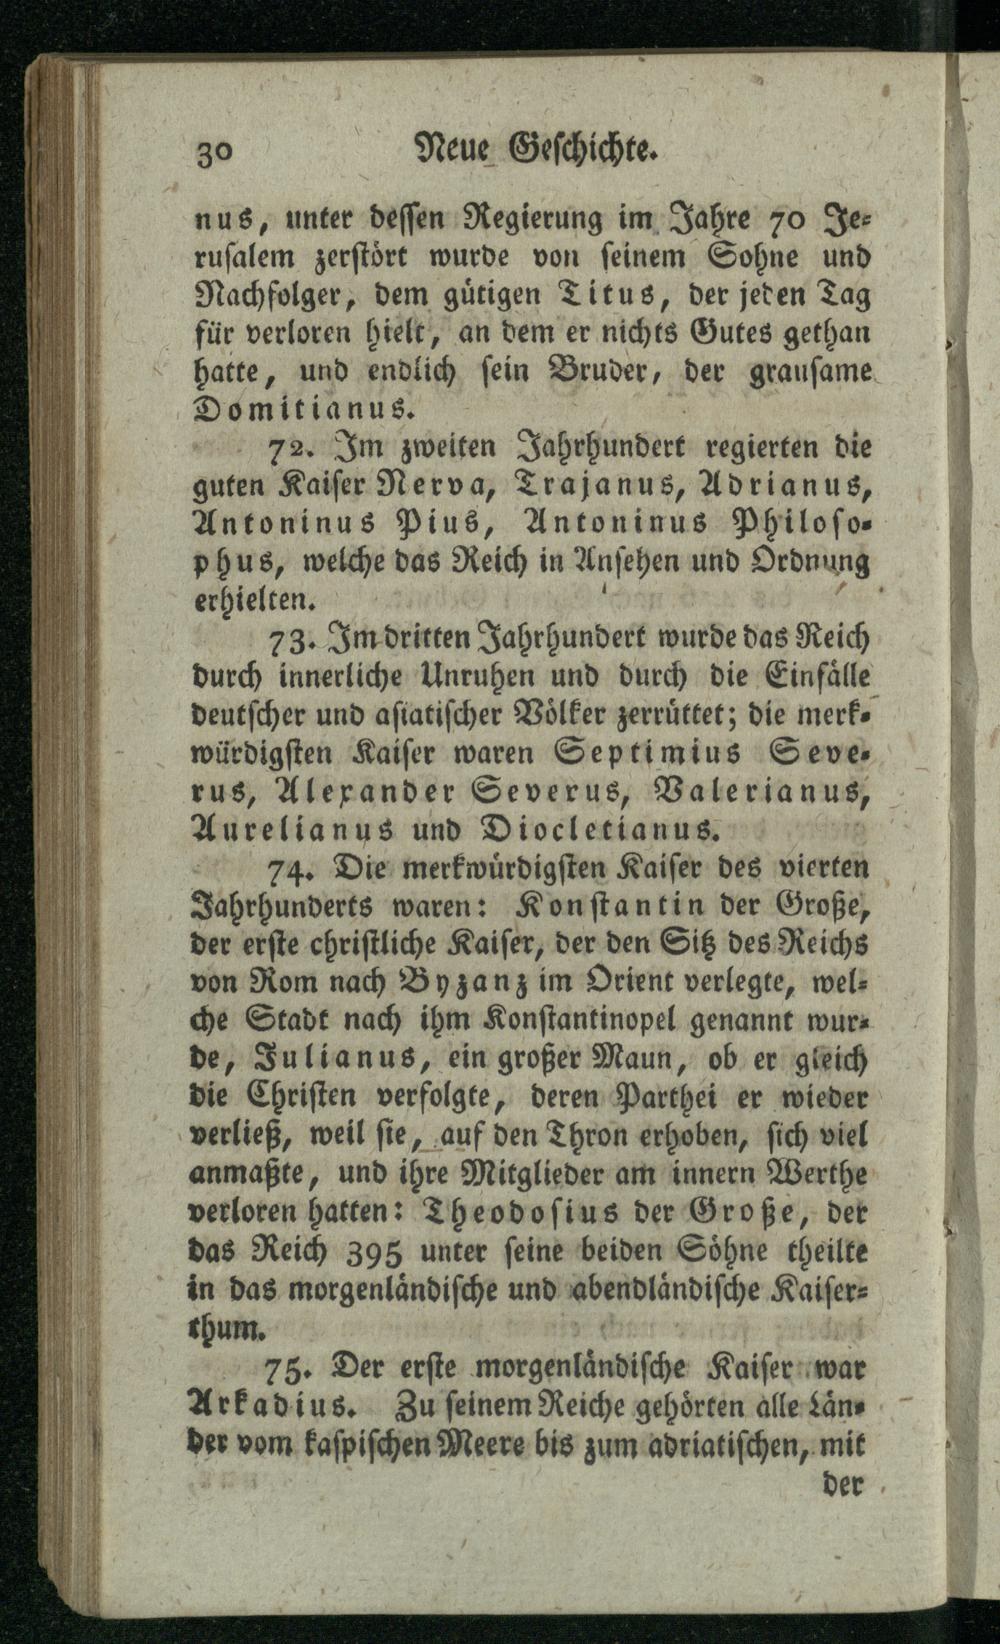 30 Neue Geschichte.
nus, unter dessen Regierung im Jahre 70 Je-
rusalem zerstört wurde von seinem Sohne und
Nachfolger, dem gütigen Titus, der jeden Tag
für verloren hielt, an dem er nichts Gutes gethan
hatte, und endlich sein Bruder, der grausame
Domitianus.
72. Im zweiten Jahrhundert regierten die
guten Kaiser Nerva, Trajanus, Adrianus,
Antoninus Pius, Antoninus Philoso-
phus, welche das Reich in Ansehen und Ordnung
erhielten.
73. Im dritten Jahrhundert wurde das Reich
durch innerliche Unruhen und durch die Einfälle
deutscher und asiatischer Völker zerrüttet; die merk-
würdigsten Kaiser waren Septimius Seve-
rus, Alexander Severus, Valerianus,
Aurelianus und Diocletianus.
74. Die merkwürdigsten Kaiser des vierten
Jahrhunderts waren: Konstantin der Große,
der erste christliche Kaiser, der den Sitz des Reichs
von Rom nach Byzanz im Orient verlegte, wel-
che Stadt nach ihm Konstantinopel genannt wur-
de, Julianus, ein großer Maun, ob er gleich
die Christen verfolgte, deren Parthei er wieder
verließ, weil sie, auf den Thron erhoben, sich viel
anmaßte, und ihre Mitglieder am innern Werthe
verloren hatten: Theodosius der Große, der
das Reich 395 unter seine beiden Söhne theilte
in das morgenländische und abendländische Kaiser-
thum.
75. Der erste morgenländische Kaiser war
Arkadius. Zu seinem Reiche gehörten alle Län-
der vom kaspischen Meere bis zum adriatischen, mit
der